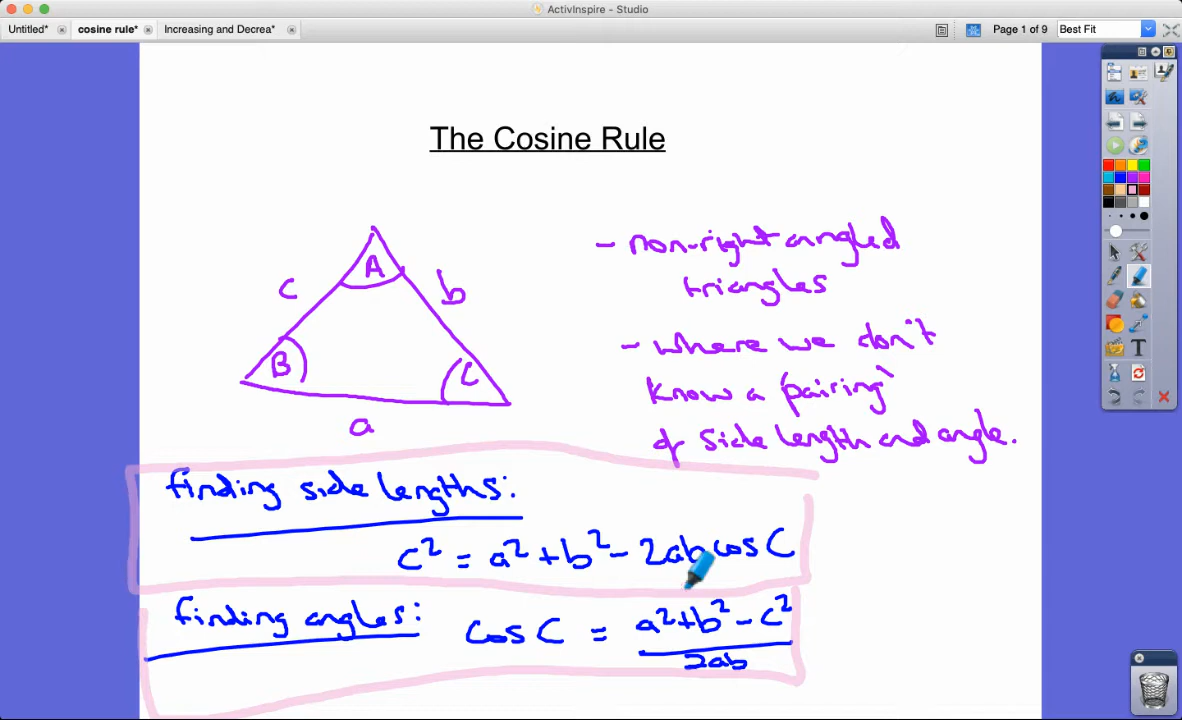 ActivInspire - Studio
Untitled* cosine rule* Increasing and Decrea* Page 1 of 9 Best Fit
The Cosine Rule
A
c
b
B
C
a
- non-right angled
triangles
- where we don't
know a 'pairing'
of side length and angle.
finding side lengths:
c² = a² + b² - 2ab cos C
finding angles:
cos C = a² + b² - c²
2ab
T